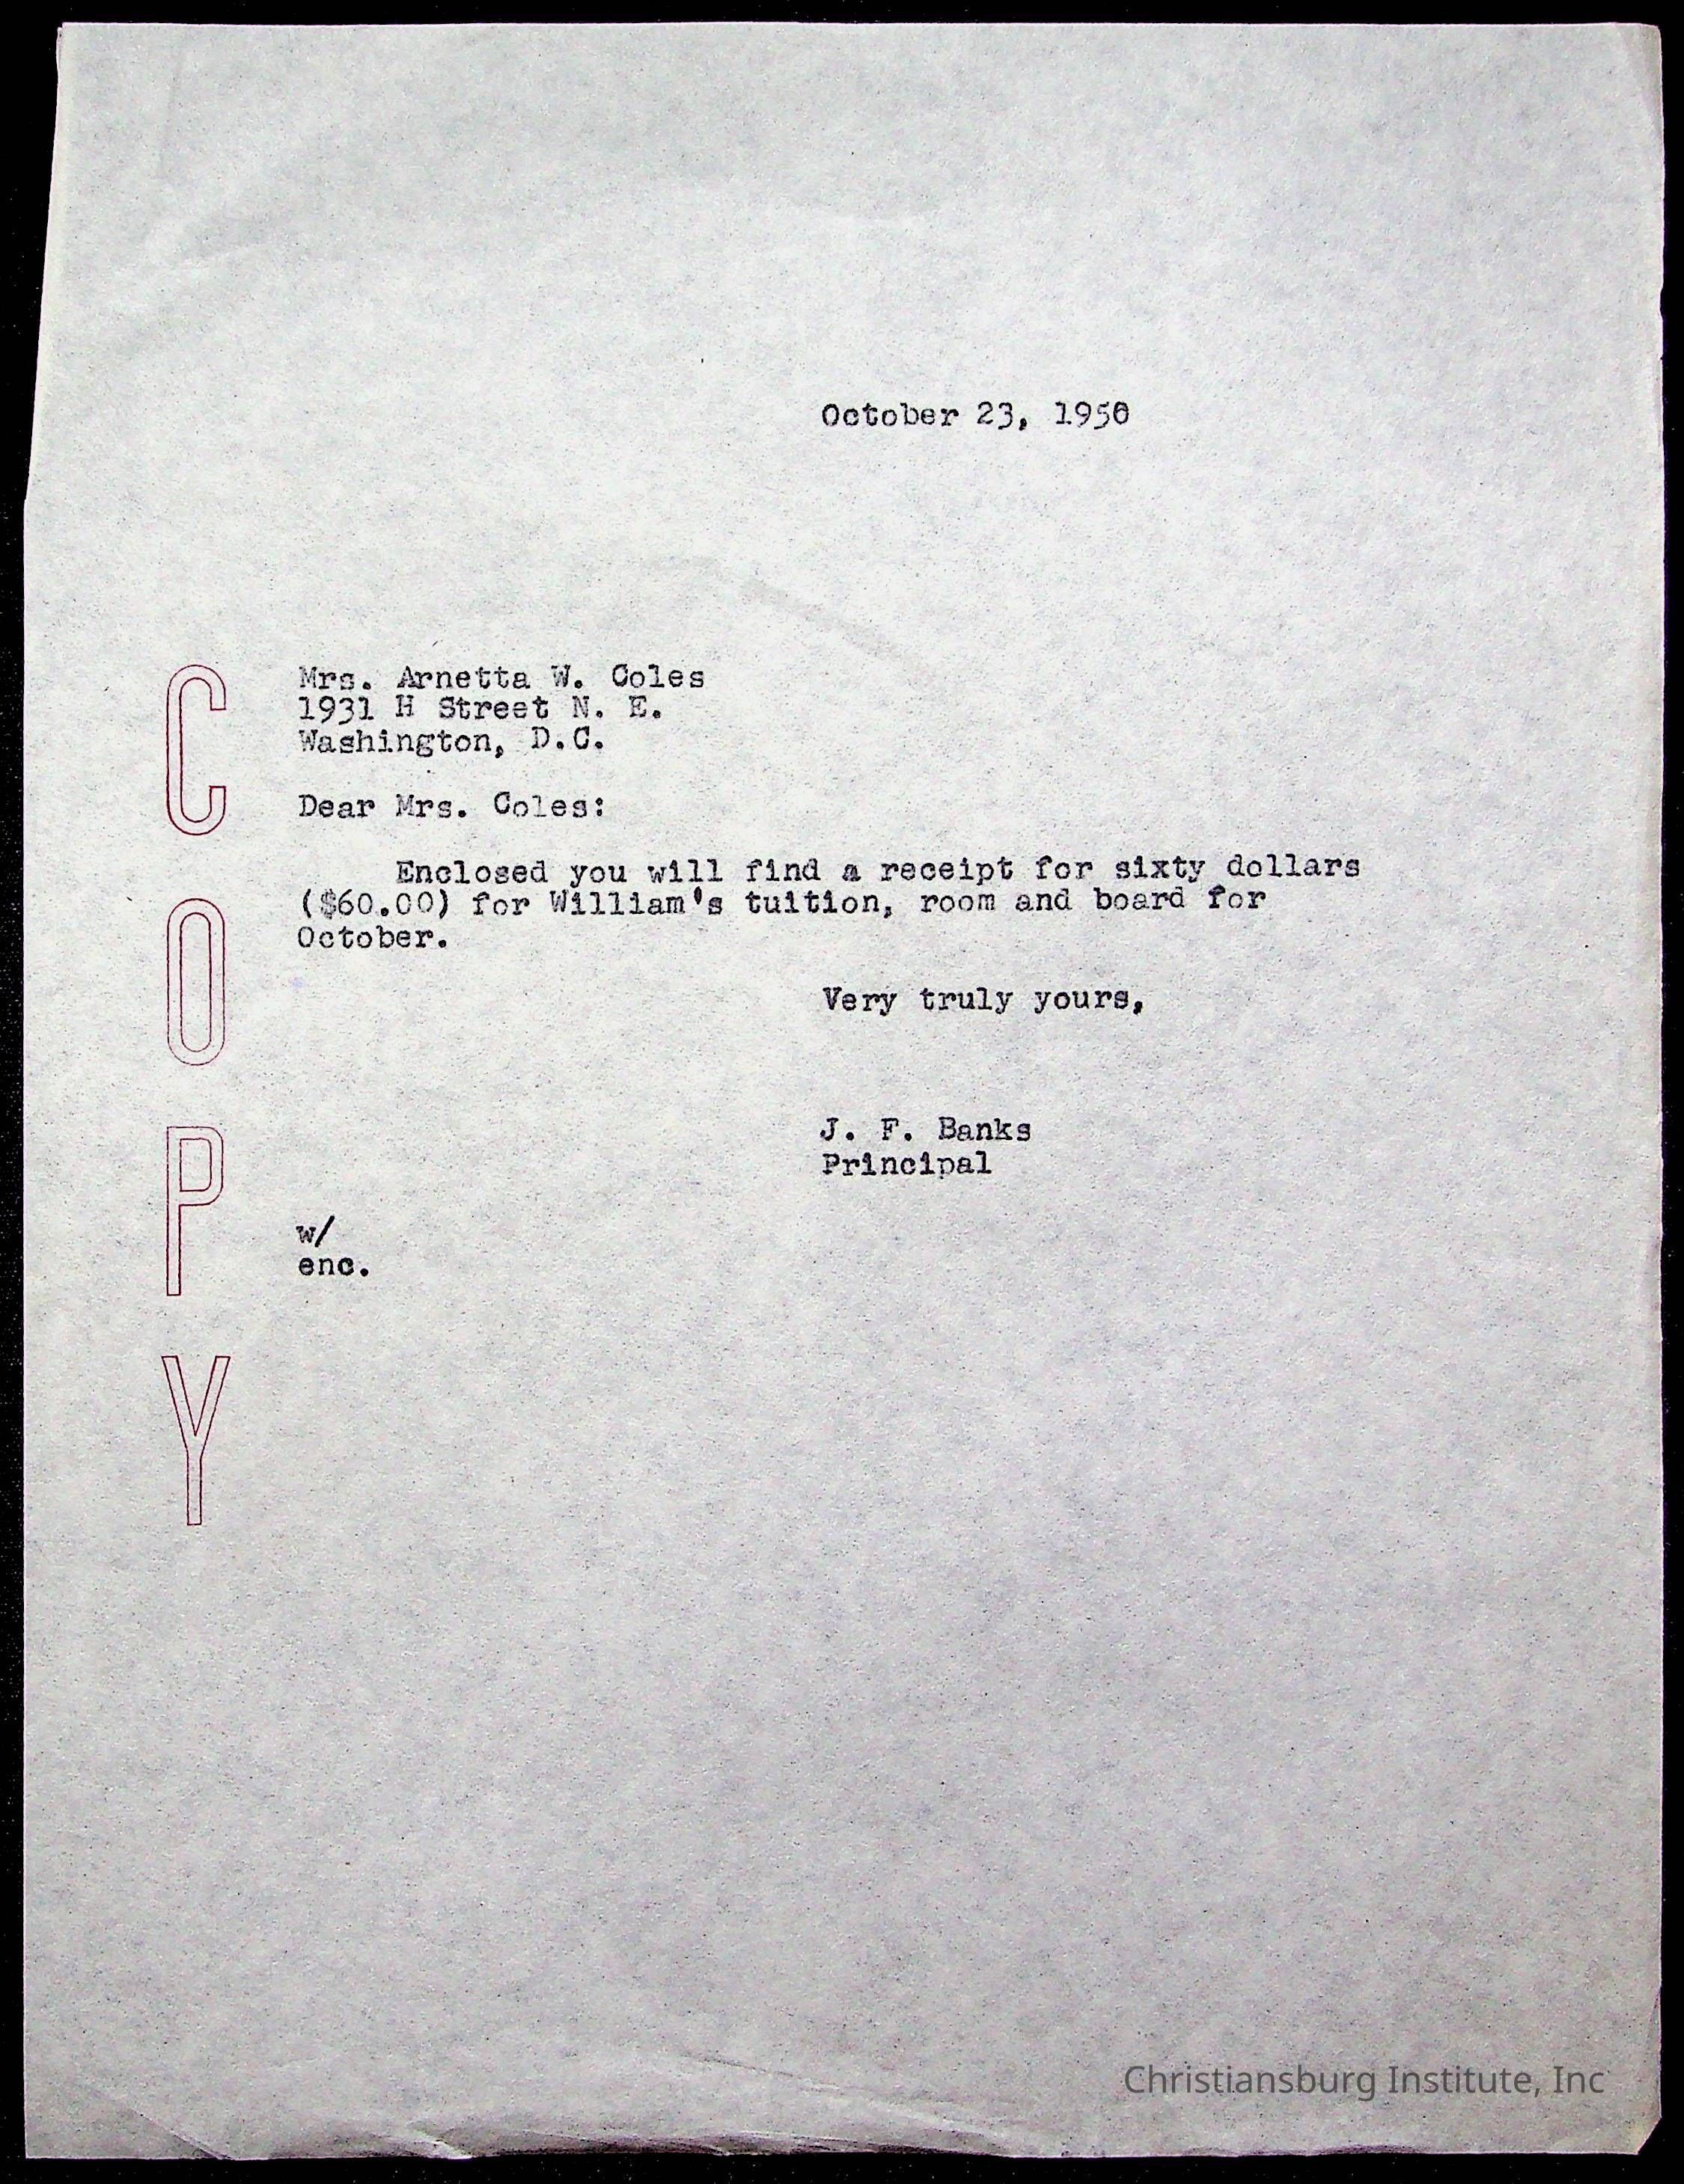 October 23, 1950
Mrs. Arnetta W. Coles
1931 H Street N. E.
Washington, D.C.
Dear Mrs. Coles:
Enclosed you will find a receipt for sixty dollars
($60.00) for William's tuition, room and board for
October.
Very truly yours,
J. F. Banks
Principal
w/
enc.
COPY
Christiansburg Institute, Inc